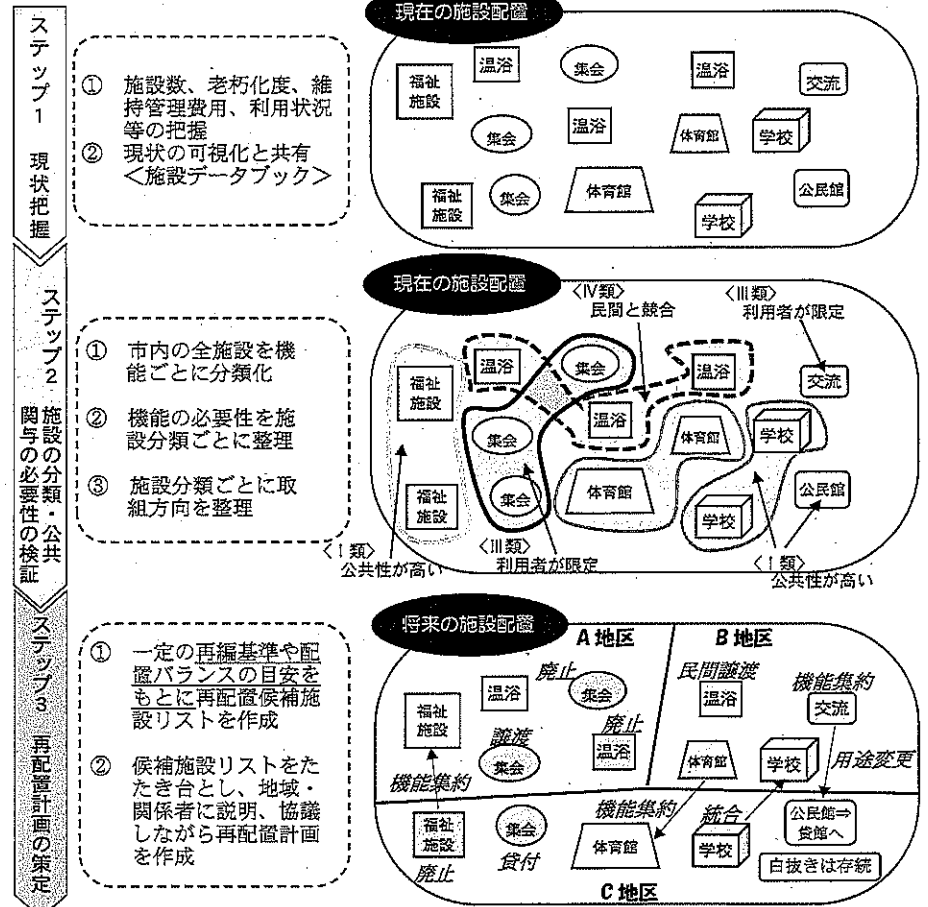 ステップ1 現状把握
① 施設数、老朽化度、維
持管理費用、利用状況
等の把握
② 現状の可視化と共有
＜施設データブック＞
現在の施設配置
福祉
施設
温浴
集会
温浴
交流
集会
温浴
体育館
学校
福祉
施設
集会
体育館
学校
公民館
ステップ2 施設の分類・公共
関与の必要性の検証
① 市内の全施設を機
能ごとに分類化
② 機能の必要性を施
設分類ごとに整理
③ 施設分類ごとに取
組方向を整理
現在の施設配置
〈Ⅳ類〉
民間と競合
〈Ⅲ類〉
利用者が限定
福祉
施設
温浴
集会
温浴
交流
集会
温浴
体育館
学校
福祉
施設
集会
体育館
学校
公民館
〈Ⅰ類〉
公共性が高い
〈Ⅲ類〉
利用者が限定
〈Ⅰ類〉
公共性が高い
ステップ3 再配置計画の策定
① 一定の再編基準や配
置バランスの目安を
もとに再配置候補施
設リストを作成
② 候補施設リストをた
たき台とし、地域・
関係者に説明、協議
しながら再配置計画
を作成
将来の施設配置
A 地区
B 地区
福祉
施設
温浴
廃止
集会
民間譲渡
温浴
機能集約
交流
譲渡
集会
廃止
温浴
体育館
学校
用途変更
機能集約
機能集約
統合
福祉
施設
廃止
集会
貸付
体育館
学校
公民館⇒
貸館へ
白抜きは存続
C 地区